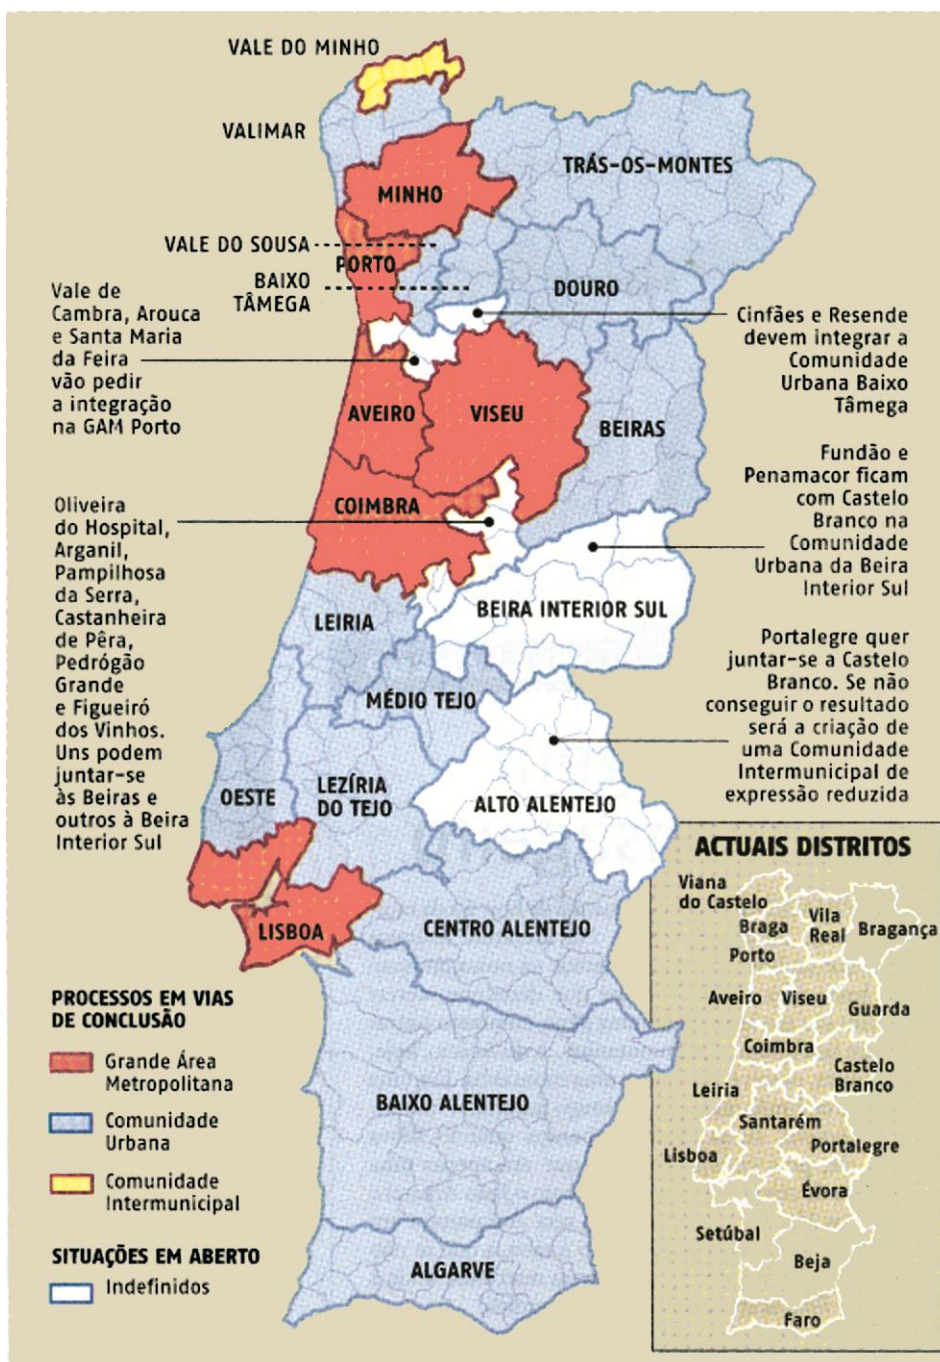 VALE DO MINHO
VALIMAR
TRÁS-OS-MONTES
MINHO
VALE DO SOUSA
PORTO
BAIXO
TÂMEGA
DOURO
Vale de
Cambra, Arouca
e Santa Maria
da Feira
vão pedir
a integração
na GAM Porto
Cinfães e Resende
devem integrar a
Comunidade
Urbana Baixo
Tâmega
AVEIRO
VISEU
BEIRAS
Fundão e
Penamacor ficam
com Castelo
Branco na
Comunidade
Urbana da Beira
Interior Sul
COIMBRA
Oliveira
do Hospital,
Arganil,
Pampilhosa
da Serra,
Castanheira
de Pêra,
Pedrógão
Grande
e Figueiró
dos Vinhos.
Uns podem
juntar-se
às Beiras e
outros à Beira
Interior Sul
LEIRIA
BEIRA INTERIOR SUL
Portalegre quer
juntar-se a Castelo
Branco. Se não
conseguir o resultado
será a criação de
uma Comunidade
Intermunicipal de
expressão reduzida
MÉDIO TEJO
OESTE
LEZÍRIA
DO TEJO
ALTO ALENTEJO
LISBOA
CENTRO ALENTEJO
BAIXO ALENTEJO
ALGARVE
PROCESSOS EM VIAS
DE CONCLUSÃO
Grande Área
Metropolitana
Comunidade
Urbana
Comunidade
Intermunicipal
SITUAÇÕES EM ABERTO
Indefinidos
ACTUAIS DISTRITOS
Viana
do Castelo
Braga
Vila
Real
Bragança
Porto
Aveiro
Viseu
Guarda
Coimbra
Castelo
Branco
Leiria
Santarém
Portalegre
Lisboa
Évora
Setúbal
Beja
Faro